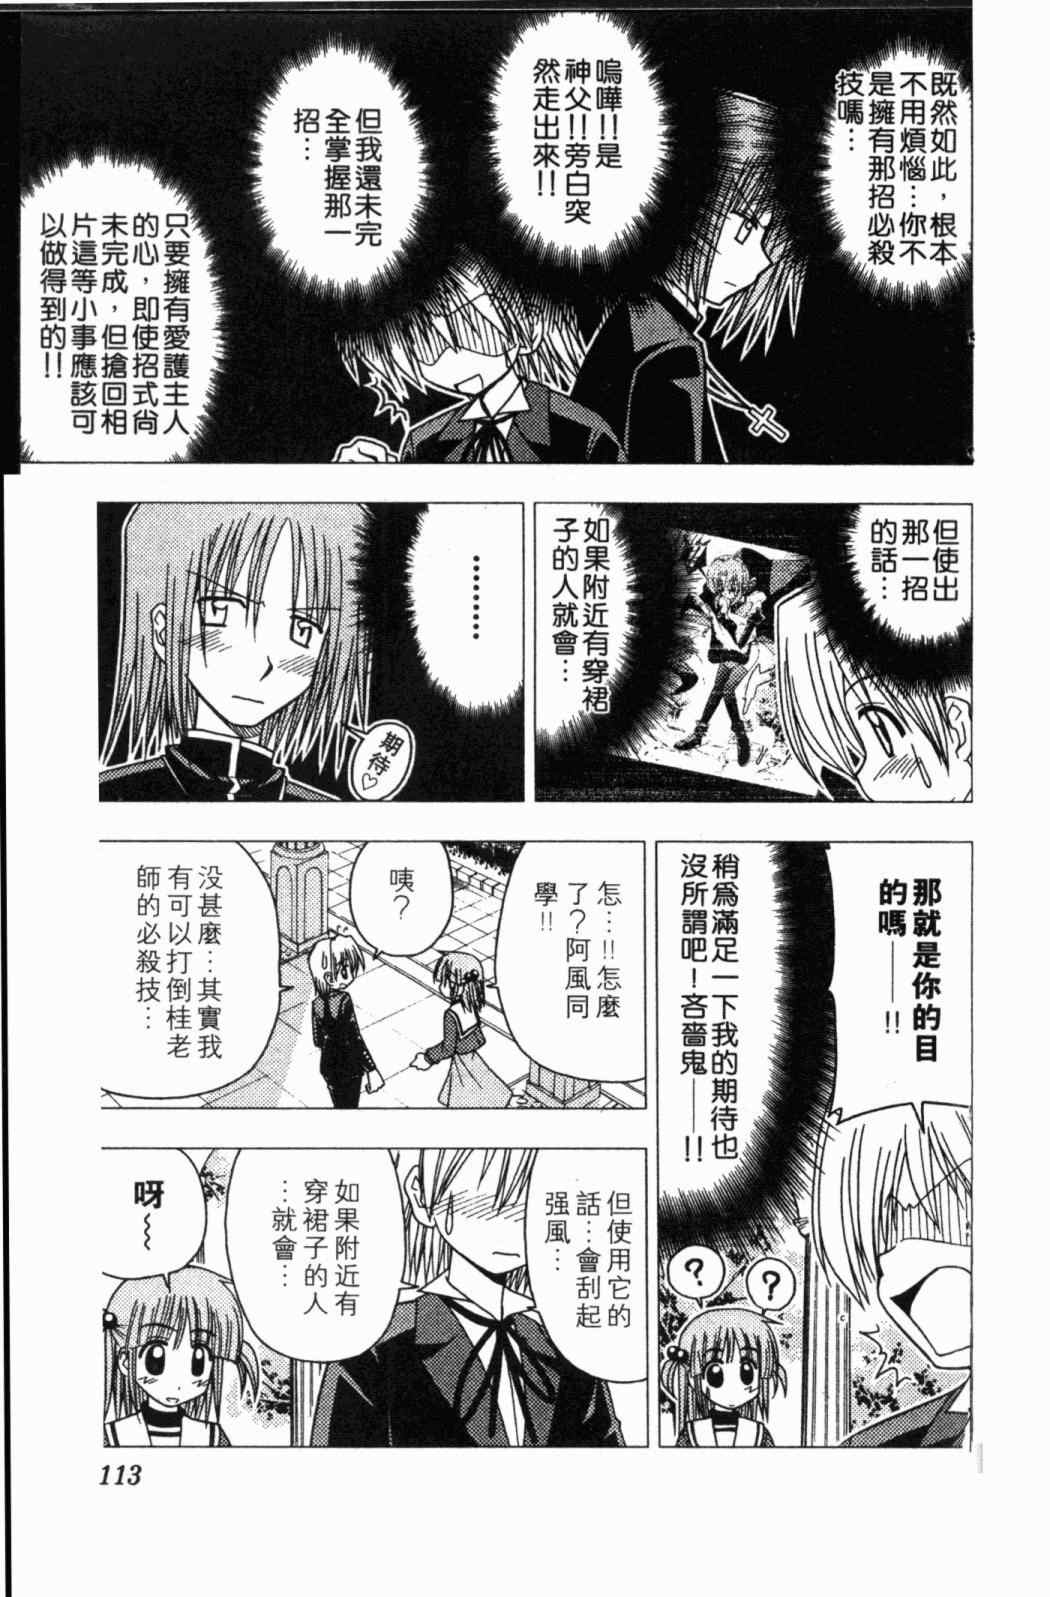 既然如此，根本
不用煩惱…你不
是擁有那招必殺
技嗎…
嗚嘩!!是
神父!!旁白突
然走出來!!
但我還未完
全掌握那一
招…
只要擁有愛護主人
的心，即使招式尚
未完成，但搶回相
片這等小事應該可
以做得到的!!
但使出
那一招
的話…
如果附近有穿裙
子的人就會…
………
期待♡
那就是你的目
的嗎——!!
稍為滿足一下我的期待也
沒所謂吧！吝嗇鬼——!!
?
?
怎…!!怎麼
了？阿風同
學!!
咦？
沒甚麼…其實我
有可以打倒桂老
師的必殺技…
但使用它的
話…會刮起
强風…
如果附近有
穿裙子的人
…就會…
呀~
113